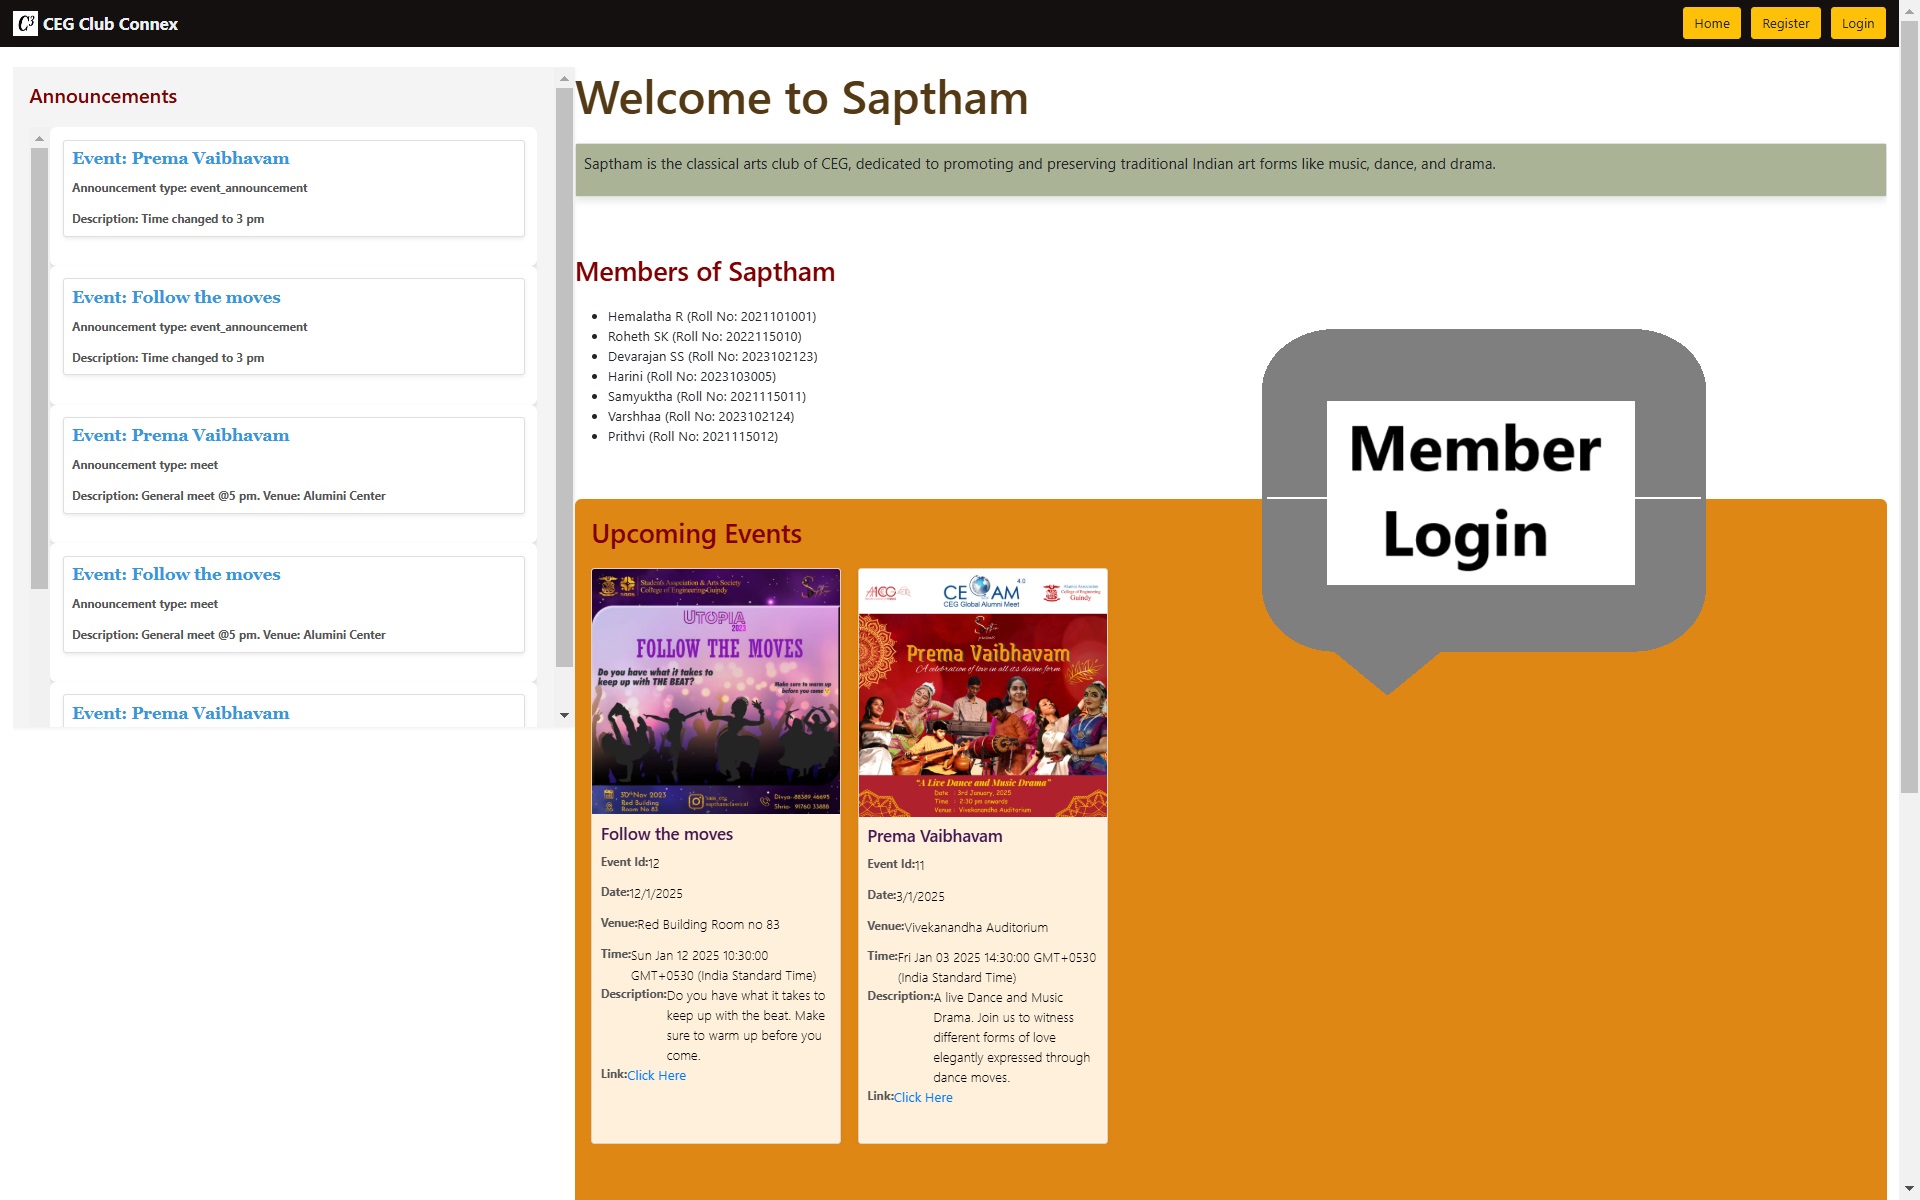 C³ CEG Club Connex
Home
Register
Login
Announcements
Event: Prema Vaibhavam
Announcement type: event_announcement
Description: Time changed to 3 pm
Event: Follow the moves
Announcement type: event_announcement
Description: Time changed to 3 pm
Event: Prema Vaibhavam
Announcement type: meet
Description: General meet @5 pm. Venue: Alumini Center
Event: Follow the moves
Announcement type: meet
Description: General meet @5 pm. Venue: Alumini Center
Event: Prema Vaibhavam
Welcome to Saptham
Saptham is the classical arts club of CEG, dedicated to promoting and preserving traditional Indian art forms like music, dance, and drama.
Members of Saptham
Hemalatha R (Roll No: 2021101001)
Roheth SK (Roll No: 2022115010)
Devarajan SS (Roll No: 2023102123)
Harini (Roll No: 2023103005)
Samyuktha (Roll No: 2021115011)
Varshhaa (Roll No: 2023102124)
Prithvi (Roll No: 2021115012)
Member
Login
Upcoming Events
Students Association & Arts Society
College of Engineering-Guindy
UTOPIA
2023
FOLLOW THE MOVES
Do you have what it takes to
keep up with THE BEAT?
Make sure to warm up
before you come
30th Nov 2023
Red Building
Room No 83
sapthamclassical
Divya-88389 46695
Shria- 91760 33888
Follow the moves
Event Id:12
Date:12/1/2025
Venue:Red Building Room no 83
Time:Sun Jan 12 2025 10:30:00
GMT+0530 (India Standard Time)
Description:Do you have what it takes to
keep up with the beat. Make
sure to warm up before you
come.
Link:Click Here
AACEG
4.0
CEGAM
CEG Global Alumni Meet
Alumni Association
College of Engineering
Guindy
presents
Prema Vaibhavam
A celebration of love in all its divine form
"A Live Dance and Music Drama"
Date : 3rd January, 2025
Time : 2:30 pm onwards
Venue : Vivekanandha Auditorium
Prema Vaibhavam
Event Id:11
Date:3/1/2025
Venue:Vivekanandha Auditorium
Time:Fri Jan 03 2025 14:30:00 GMT+0530
(India Standard Time)
Description:A live Dance and Music
Drama. Join us to witness
different forms of love
elegantly expressed through
dance moves.
Link:Click Here